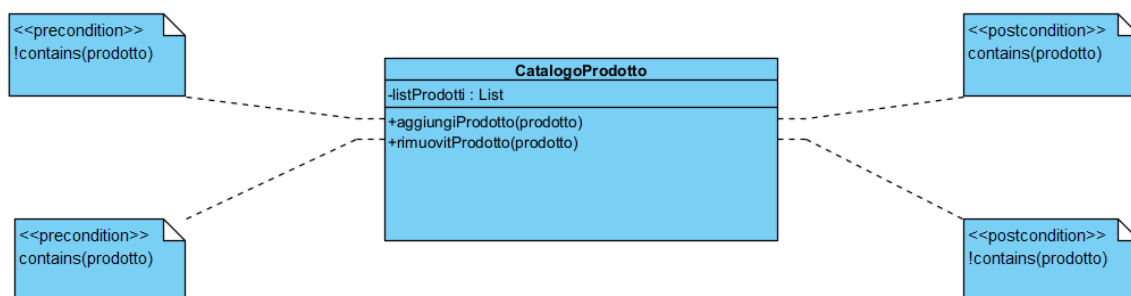 <<precondition>>
!contains(prodotto)
<<postcondition>>
contains(prodotto)
CatalogoProdotto
-listProdotti : List
+aggiungiProdotto(prodotto)
+rimuovitProdotto(prodotto)
<<precondition>>
contains(prodotto)
<<postcondition>>
!contains(prodotto)